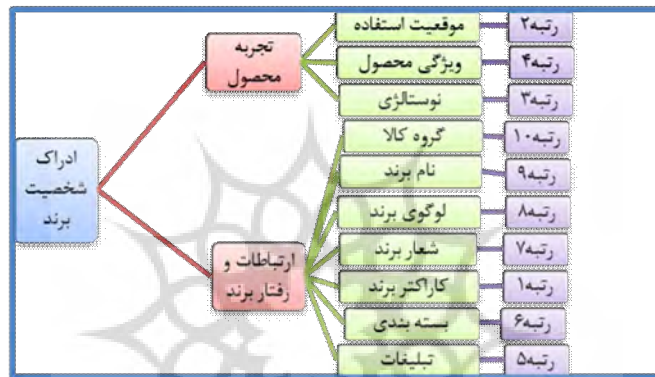 موقعیت استفاده
رتبه۲
تجربه
محصول
ویژگی محصول
رتبه۴
نوستالژی
رتبه۳
ادراک
شخصیت
برند
گروه کالا
رتبه۱۰
نام برند
رتبه۹
لوگوی برند
رتبه۸
ارتباطات و
رفتار برند
شعار برند
رتبه۷
کاراکتر برند
رتبه۱
بسته بندی
رتبه۶
تبلیغات
رتبه۵